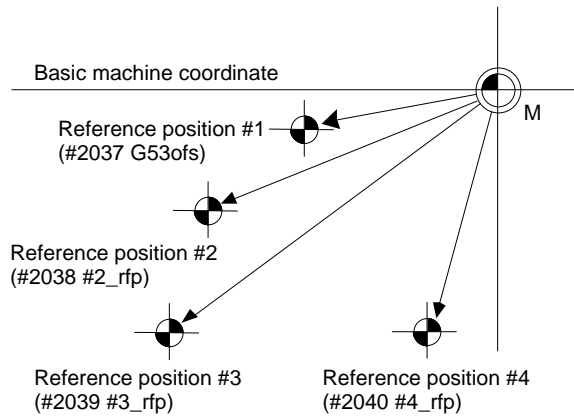 Basic machine coordinate
M
Reference position #1
(#2037 G53ofs)
Reference position #2
(#2038 #2_rfp)
Reference position #3
(#2039 #3_rfp)
Reference position #4
(#2040 #4_rfp)